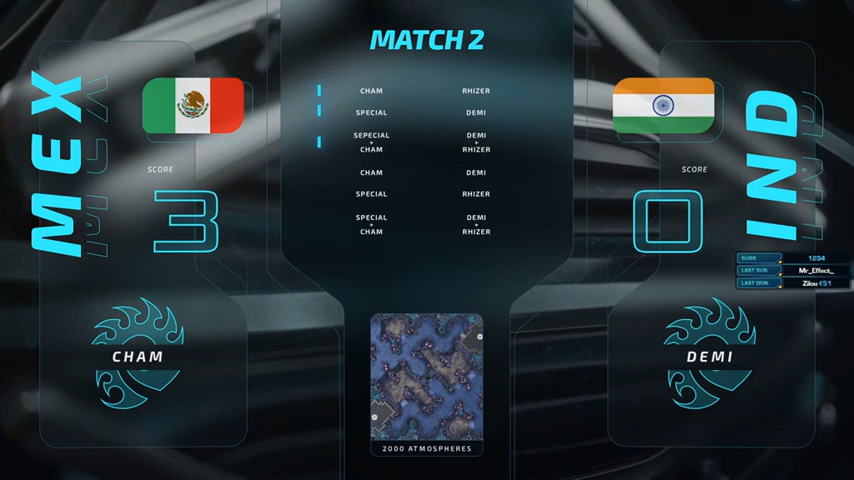 MATCH 2
MEX
IND
CHAM RHIZER
SPECIAL DEMI
SEPECIAL DEMI
+ +
CHAM RHIZER
CHAM DEMI
SPECIAL RHIZER
SPECIAL DEMI
+ +
CHAM RHIZER
SCORE
3
SCORE
0
SUBS 1234
LAST SUB. Mr_Effect_
LAST DON. Zilou €51
CHAM
DEMI
2000 ATMOSPHERES